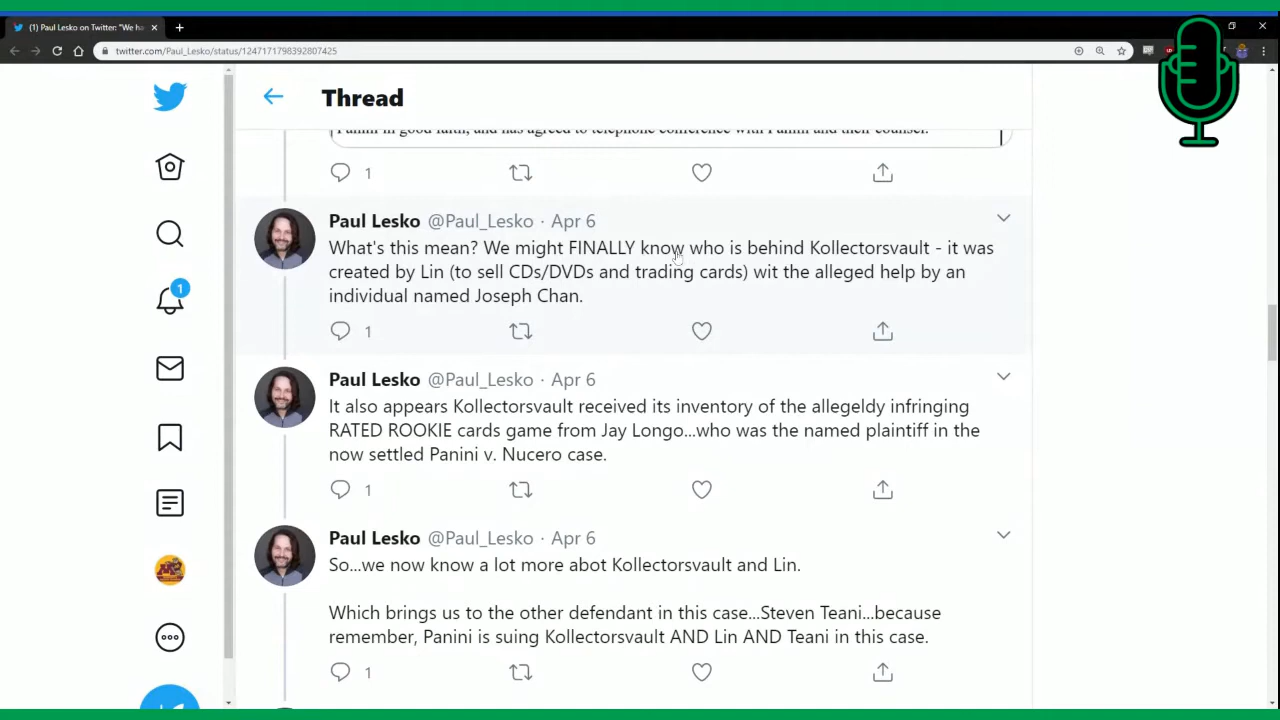 (1) Paul Lesko on Twitter: "We ha
twitter.com/Paul_Lesko/status/1247171798392807425
Thread
Panini in good faith, and has agreed to telephone conference with Panini and their counsel.
1
Paul Lesko @Paul_Lesko · Apr 6
What's this mean? We might FINALLY know who is behind Kollectorsvault - it was
created by Lin (to sell CDs/DVDs and trading cards) wit the alleged help by an
individual named Joseph Chan.
1
1
Paul Lesko @Paul_Lesko · Apr 6
It also appears Kollectorsvault received its inventory of the allegeldy infringing
RATED ROOKIE cards game from Jay Longo...who was the named plaintiff in the
now settled Panini v. Nucero case.
1
Paul Lesko @Paul_Lesko · Apr 6
So...we now know a lot more abot Kollectorsvault and Lin.
Which brings us to the other defendant in this case...Steven Teani...because
remember, Panini is suing Kollectorsvault AND Lin AND Teani in this case.
1